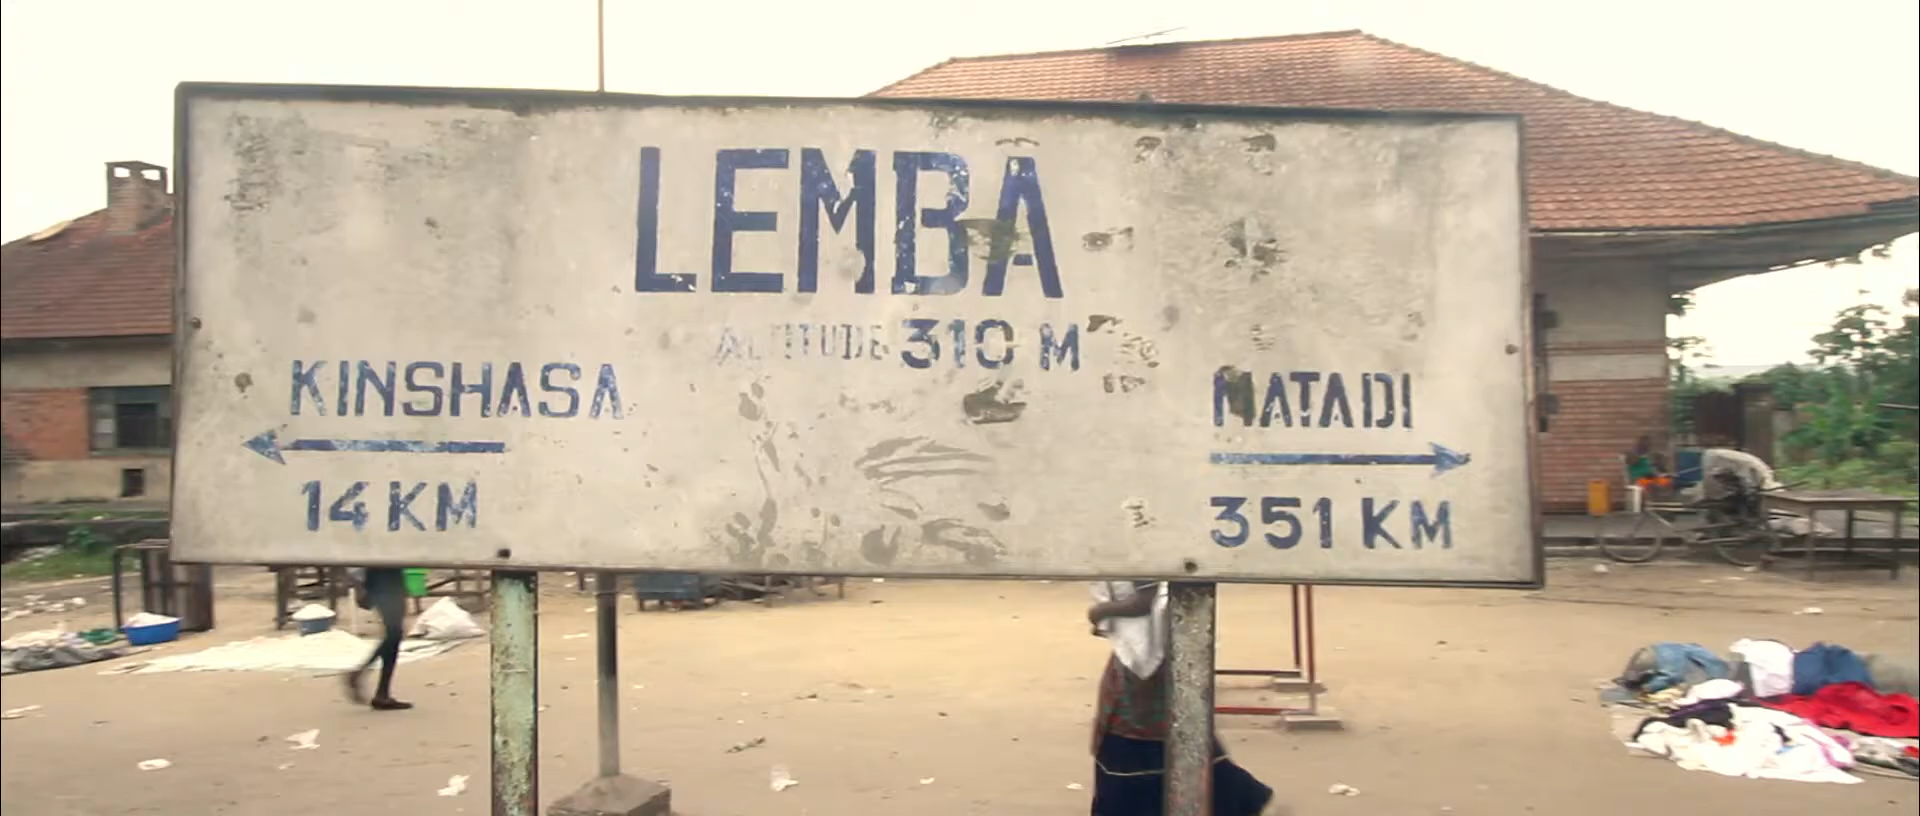 LEMBA
ALTITUDE 310 M
KINSHASA
14 KM
MATADI
351 KM